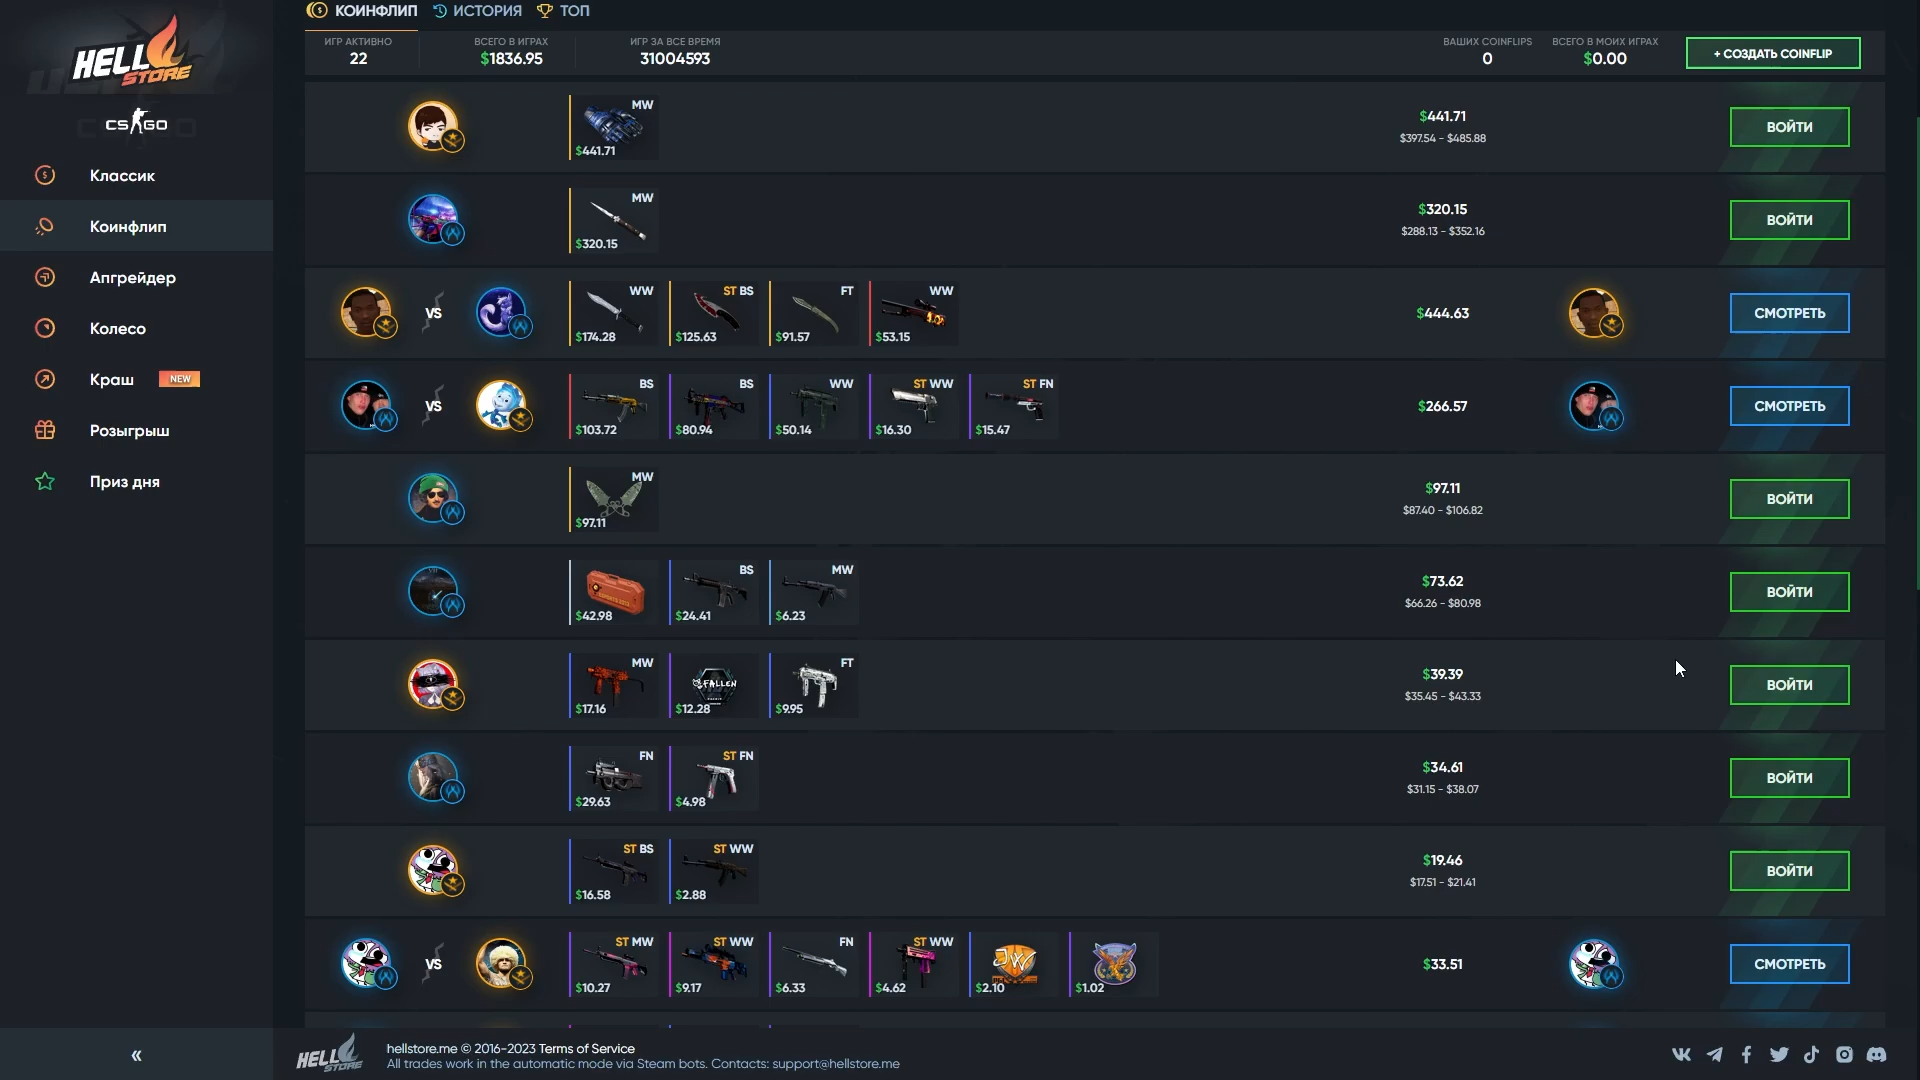 HELL
STORE
CS GO
Классик
Коинфлип
Апгрейдер
Колесо
Краш NEW
Розыгрыш
Приз дня
«
КОИНФЛИП ИСТОРИЯ ТОП
ИГР АКТИВНО ВСЕГО В ИГРАХ ИГР ЗА ВСЕ ВРЕМЯ ВАШИХ COINFLIPS ВСЕГО В МОИХ ИГРАХ
22 $1836.95 31004593 0 $0.00
+ СОЗДАТЬ COINFLIP
MW
$441.71
$441.71
$397.54 - $485.88
ВОЙТИ
MW
$320.15
$320.15
$288.13 - $352.16
ВОЙТИ
VS
WW ST BS FT WW
$174.28 $125.63 $91.57 $53.15
$444.63
СМОТРЕТЬ
VS
BS BS WW ST WW ST FN
$103.72 $80.94 $50.14 $16.30 $15.47
$266.57
СМОТРЕТЬ
MW
$97.11
$97.11
$87.40 - $106.82
ВОЙТИ
BS MW
$42.98 $24.41 $6.23
$73.62
$66.26 - $80.98
ВОЙТИ
MW FT
FALLEN
$17.16 $12.28 $9.95
$39.39
$35.45 - $43.33
ВОЙТИ
FN ST FN
$29.63 $4.98
$34.61
$31.15 - $38.07
ВОЙТИ
ST BS ST WW
$16.58 $2.88
$19.46
$17.51 - $21.41
ВОЙТИ
VS
ST MW ST WW FN ST WW
JW
$10.27 $9.17 $6.33 $4.62 $2.10 $1.02
$33.51
СМОТРЕТЬ
HELL
STORE
hellstore.me © 2016-2023 Terms of Service
All trades work in the automatic mode via Steam bots. Contacts: support@hellstore.me